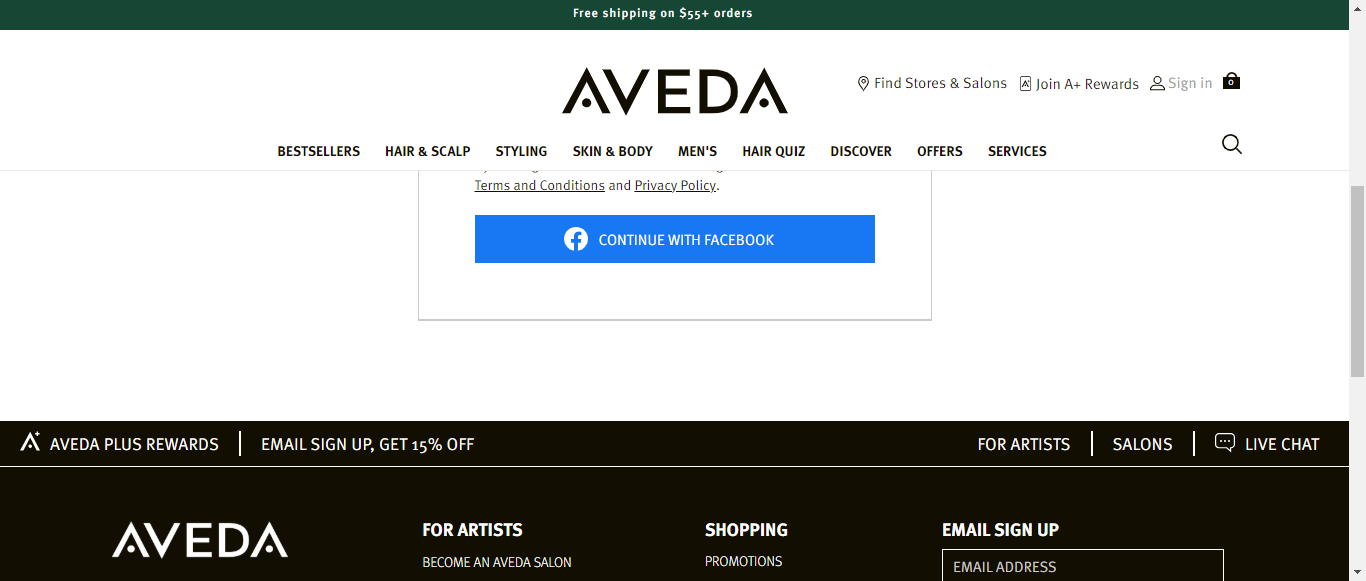 Free shipping on $55+ orders
AVEDA
Find Stores & Salons
Join A+ Rewards
Sign in
0
BESTSELLERS
HAIR & SCALP
STYLING
SKIN & BODY
MEN'S
HAIR QUIZ
DISCOVER
OFFERS
SERVICES
Terms and Conditions and Privacy Policy.
CONTINUE WITH FACEBOOK
AVEDA PLUS REWARDS
EMAIL SIGN UP, GET 15% OFF
FOR ARTISTS
SALONS
LIVE CHAT
AVEDA
FOR ARTISTS
BECOME AN AVEDA SALON
SHOPPING
PROMOTIONS
EMAIL SIGN UP
EMAIL ADDRESS